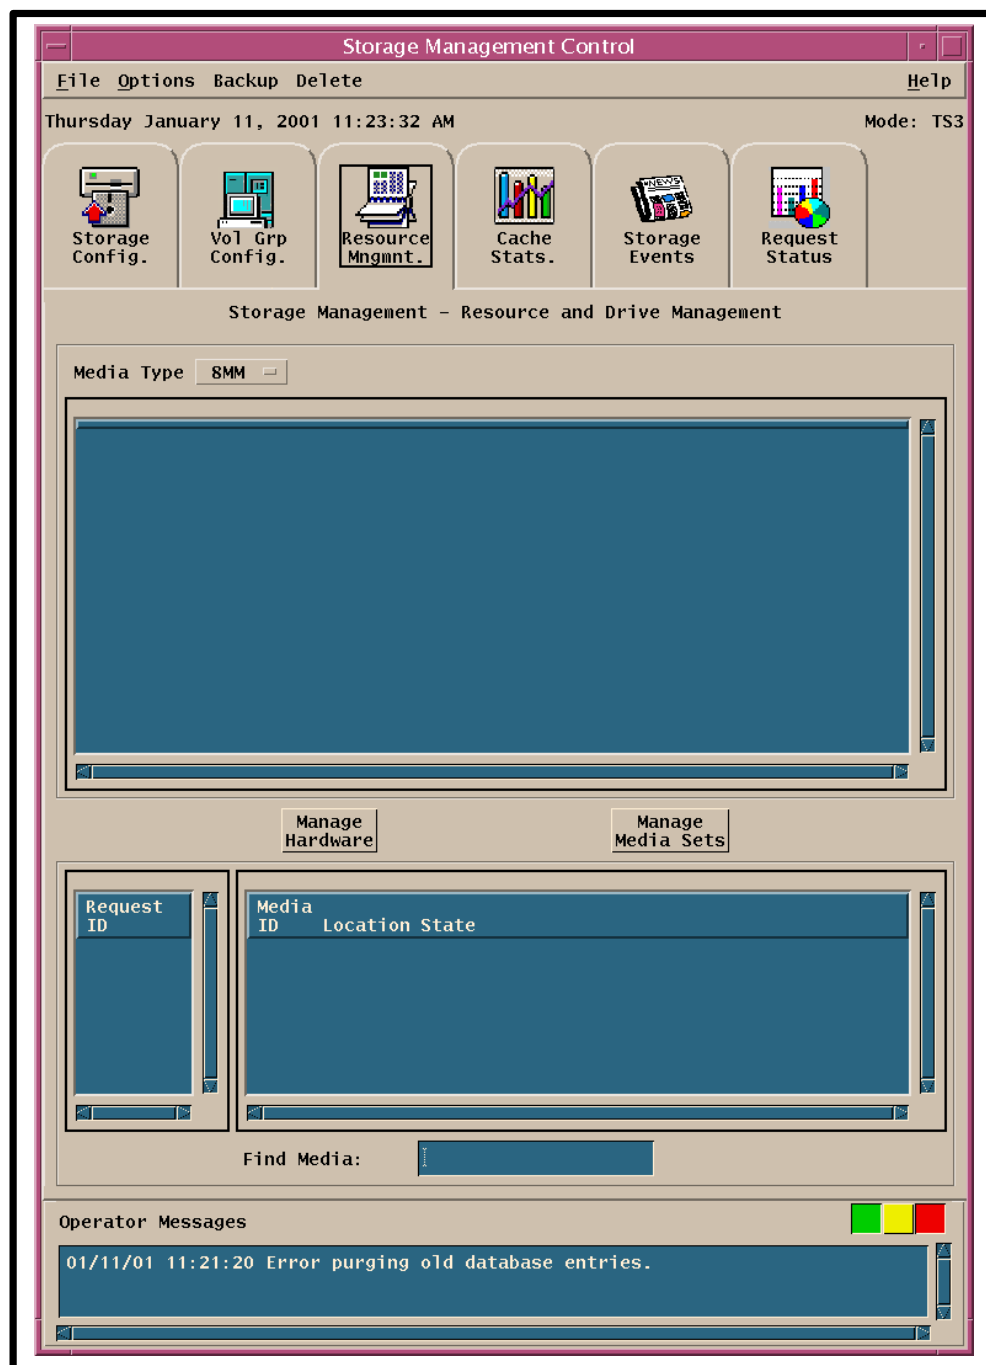 Storage Management Control
File Options Backup Delete Help
Thursday January 11, 2001 11:23:32 AM Mode: TS3
NEWS
Storage Config.
Vol Grp Config.
Resource Mngmnt.
Cache Stats.
Storage Events
Request Status
Storage Management - Resource and Drive Management
Media Type 8MM
Manage Hardware
Manage Media Sets
Request
ID
Media
ID Location State
Find Media:
Operator Messages
01/11/01 11:21:20 Error purging old database entries.